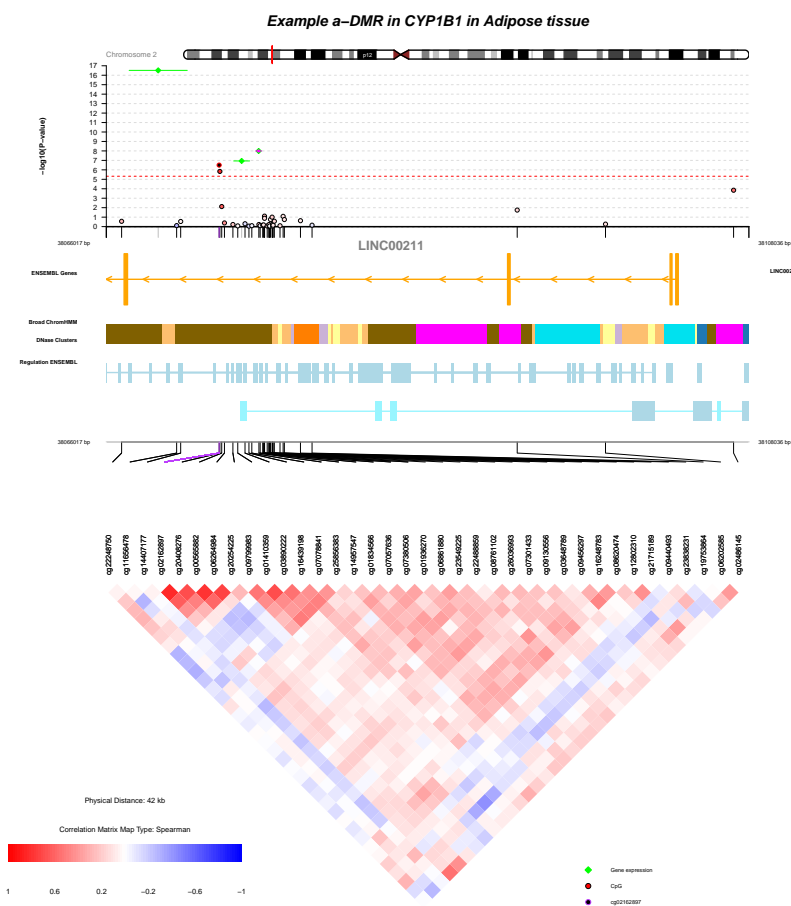 Example a–DMR in CYP1B1 in Adipose tissue
Chromosome 2
p12
−log10(P−value)
17
16
15
14
13
12
11
10
9
8
7
6
5
4
3
2
1
0
38066017 bp
38108036 bp
LINC00211
ENSEMBL Genes
LINC002
Broad ChromHMM
DNase Clusters
Regulation ENSEMBL
38066017 bp
38108036 bp
cg22248750
cg11656478
cg14407177
cg02162897
cg20408276
cg00565882
cg06264984
cg20254225
cg09799983
cg01410359
cg03890222
cg16439198
cg07078841
cg25856383
cg14957547
cg01834566
cg07057636
cg07380506
cg01936270
cg06861880
cg23549225
cg22488859
cg08761102
cg26036993
cg07301433
cg09130556
cg03648789
cg09456297
cg16248783
cg08620474
cg12802310
cg21715189
cg09440493
cg23838231
cg19753864
cg06202585
cg02486145
Physical Distance: 42 kb
Correlation Matrix Map Type: Spearman
1 0.6 0.2 −0.2 −0.6 −1
Gene expression
CpG
cg02162897